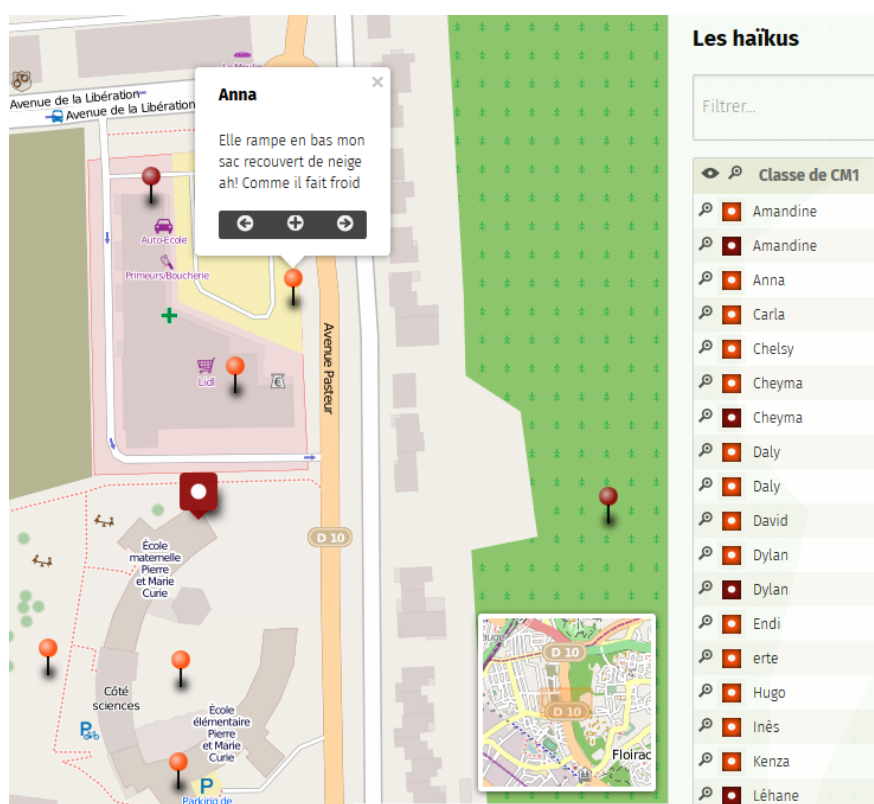 Les haïkus
Filtrer...
Classe de CM1
Amandine
Amandine
Anna
Carla
Chelsy
Cheyma
Cheyma
Daly
Daly
David
Dylan
Dylan
Endi
erte
Hugo
Inès
Kenza
Léhane
Anna
Elle rampe en bas mon
sac recouvert de neige
ah! Comme il fait froid
Avenue de la Libération
Avenue de la Libération
Auto-Ecole
Primeurs/Boucherie
Lidl
Avenue Pasteur
D 10
École
maternelle
Pierre
et Marie
Curie
Côté
sciences
École
élémentaire
Pierre
et Marie
Curie
P
P
Parking de
D 10
D 10
Floirac